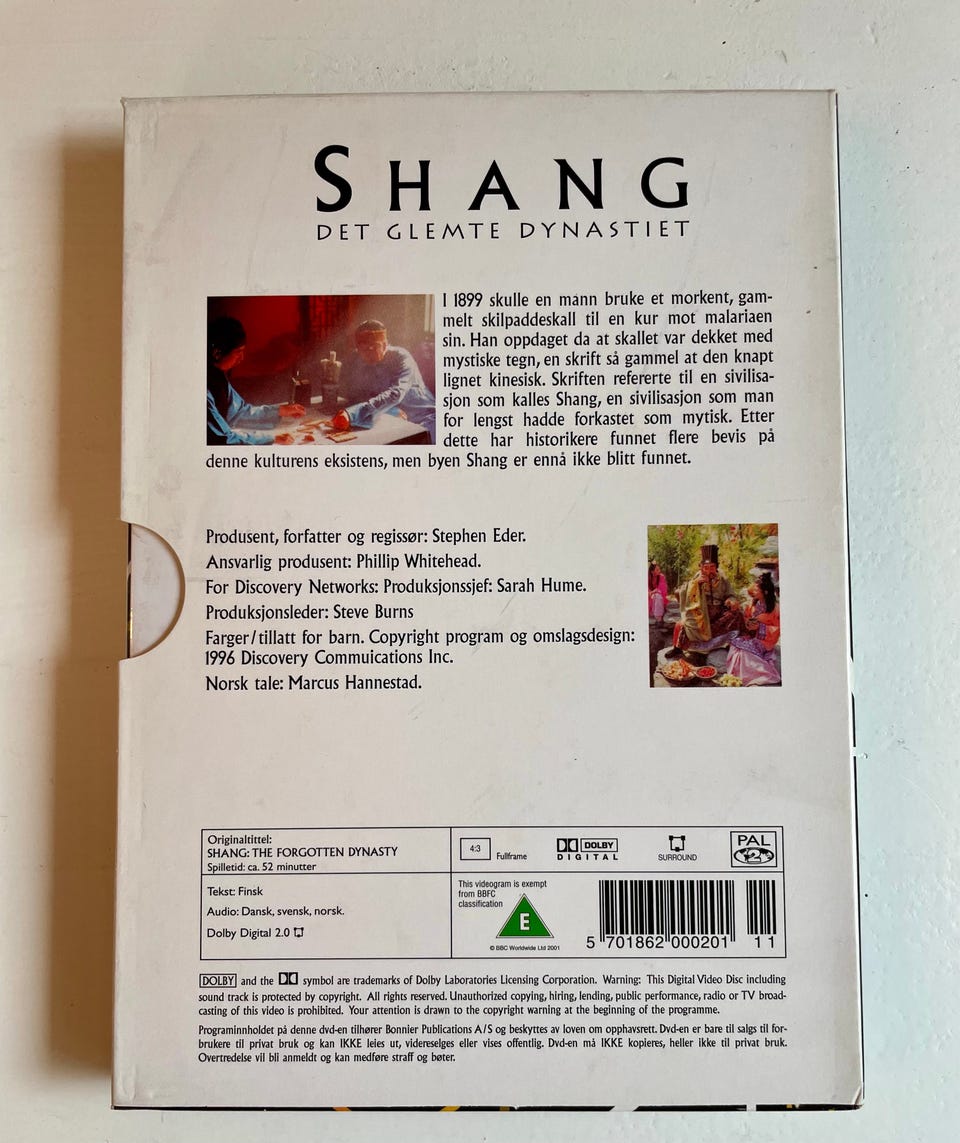 SHANG
DET GLEMTE DYNASTIET
I 1899 skulle en mann bruke et morkent, gam-
melt skilpaddeskall til en kur mot malariaen
sin. Han oppdaget da at skallet var dekket med
mystiske tegn, en skrift så gammel at den knapt
lignet kinesisk. Skriften refererte til en sivilisa-
sjon som kalles Shang, en sivilisasjon som man
for lengst hadde forkastet som mytisk. Etter
dette har historikere funnet flere bevis på
denne kulturens eksistens, men byen Shang er ennå ikke blitt funnet.
Produsent, forfatter og regissør: Stephen Eder.
Ansvarlig produsent: Phillip Whitehead.
For Discovery Networks: Produksjonssjef: Sarah Hume.
Produksjonsleder: Steve Burns
Farger/tillatt for barn. Copyright program og omslagsdesign:
1996 Discovery Commuications Inc.
Norsk tale: Marcus Hannestad.
Originaltittel:
SHANG: THE FORGOTTEN DYNASTY
Spilletid: ca. 52 minutter
Tekst: Finsk
Audio: Dansk, svensk, norsk.
Dolby Digital 2.0
4:3 Fullframe
DOLBY
DIGITAL
SURROUND
PAL
2
This videogram is exempt
from BBFC
classification
E
© BBC Worldwide Ltd 2001
5 701862 000201 11
DOLBY and the symbol are trademarks of Dolby Laboratories Licensing Corporation. Warning: This Digital Video Disc including
sound track is protected by copyright. All rights reserved. Unauthorized copying, hiring, lending, public performance, radio or TV broad-
casting of this video is prohibited. Your attention is drawn to the copyright warning at the beginning of the programme.
Programinnholdet på denne dvd-en tilhører Bonnier Publications A/S og beskyttes av loven om opphavsrett. Dvd-en er bare til salgs til for-
brukere til privat bruk og kan IKKE leies ut, videreselges eller vises offentlig. Dvd-en må IKKE kopieres, heller ikke til privat bruk.
Overtredelse vil bli anmeldt og kan medføre straff og bøter.